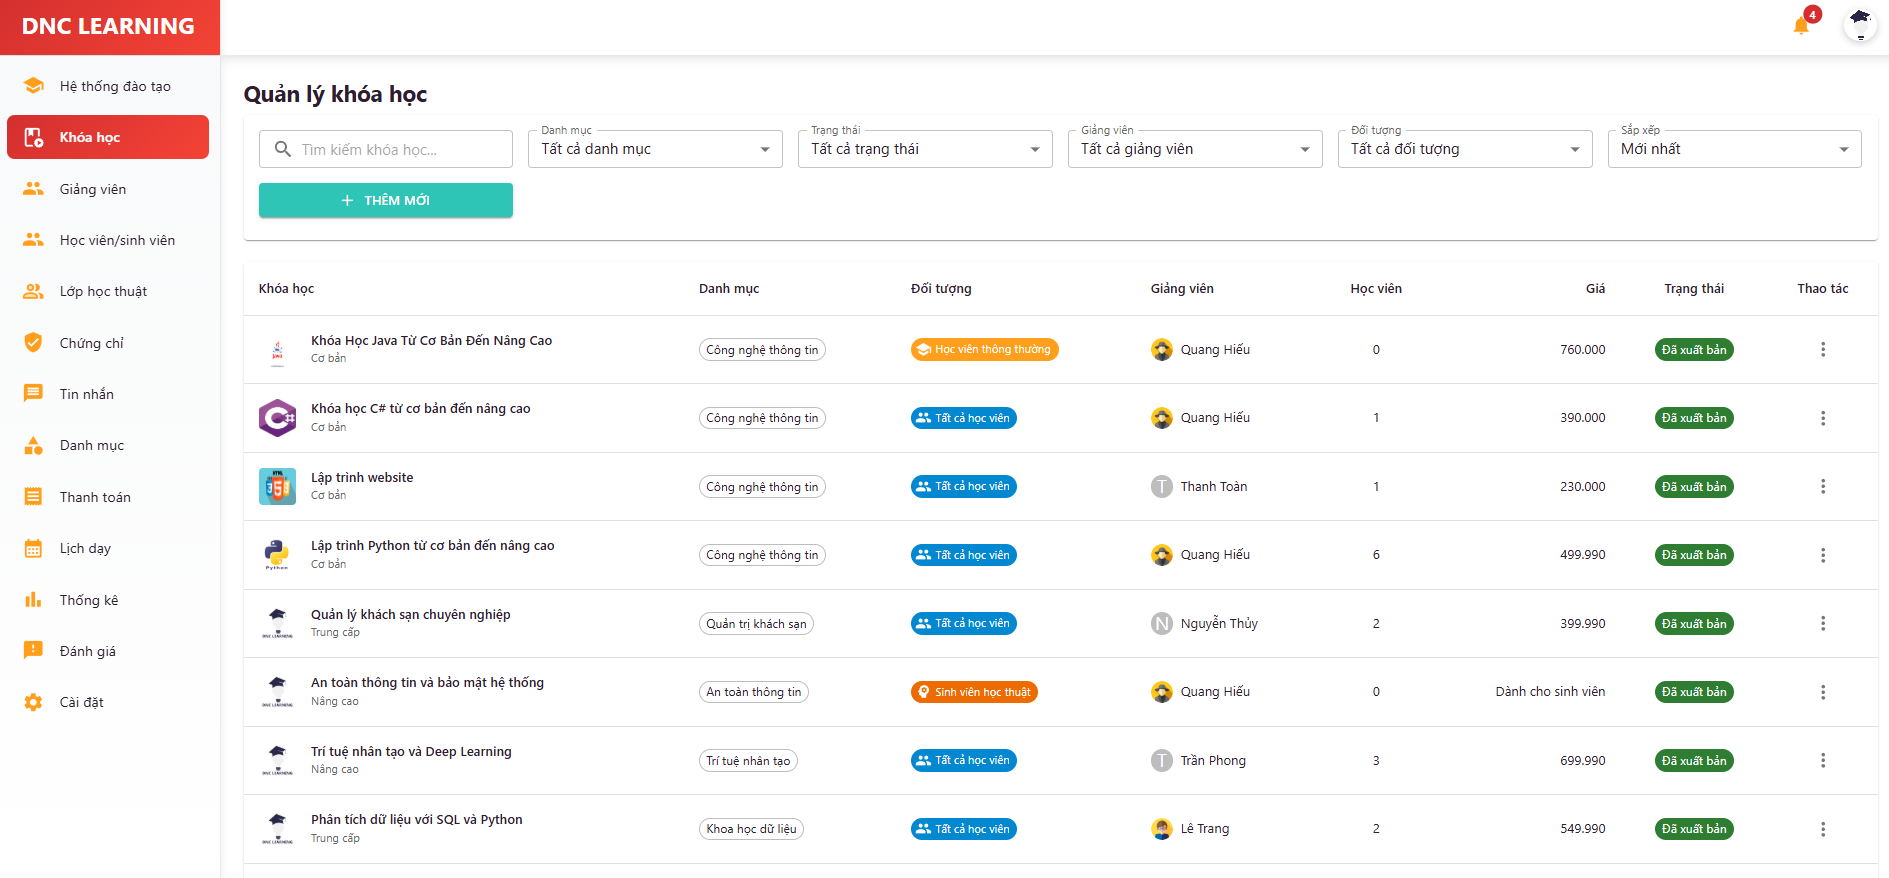 DNC LEARNING
4
Hệ thống đào tạo
Khóa học
Giảng viên
Học viên/sinh viên
Lớp học thuật
Chứng chỉ
Tin nhắn
Danh mục
Thanh toán
Lịch dạy
Thống kê
Đánh giá
Cài đặt
Quản lý khóa học
Tìm kiếm khóa học...
Danh mục
Tất cả danh mục
Trạng thái
Tất cả trạng thái
Giảng viên
Tất cả giảng viên
Đối tượng
Tất cả đối tượng
Sắp xếp
Mới nhất
THÊM MỚI
Khóa học Danh mục Đối tượng Giảng viên Học viên Giá Trạng thái Thao tác
Java
Khóa Học Java Từ Cơ Bản Đến Nâng Cao
Cơ bản
Công nghệ thông tin Học viên thông thường Quang Hiếu 0 760.000 Đã xuất bản
C#
Khóa học C# từ cơ bản đến nâng cao
Cơ bản
Công nghệ thông tin Tất cả học viên Quang Hiếu 1 390.000 Đã xuất bản
HTML
Lập trình website
Cơ bản
Công nghệ thông tin Tất cả học viên T Thanh Toàn 1 230.000 Đã xuất bản
Python
Lập trình Python từ cơ bản đến nâng cao
Cơ bản
Công nghệ thông tin Tất cả học viên Quang Hiếu 6 499.990 Đã xuất bản
DNC LEARNING
Quản lý khách sạn chuyên nghiệp
Trung cấp
Quản trị khách sạn Tất cả học viên N Nguyễn Thủy 2 399.990 Đã xuất bản
DNC LEARNING
An toàn thông tin và bảo mật hệ thống
Nâng cao
An toàn thông tin Sinh viên học thuật Quang Hiếu 0 Dành cho sinh viên Đã xuất bản
DNC LEARNING
Trí tuệ nhân tạo và Deep Learning
Nâng cao
Trí tuệ nhân tạo Tất cả học viên T Trần Phong 3 699.990 Đã xuất bản
DNC LEARNING
Phân tích dữ liệu với SQL và Python
Trung cấp
Khoa học dữ liệu Tất cả học viên Lê Trang 2 549.990 Đã xuất bản